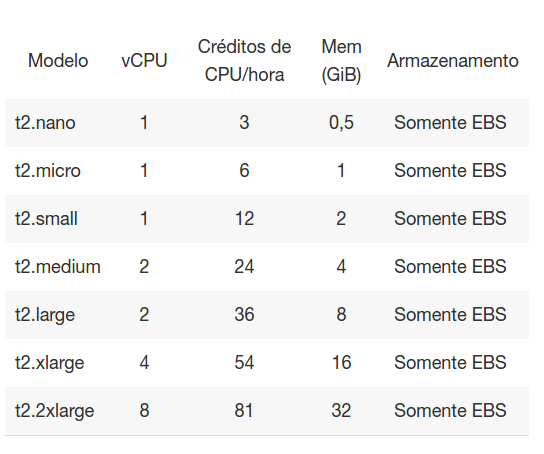 Modelo vCPU Créditos de CPU/hora Mem (GiB) Armazenamento
t2.nano 1 3 0,5 Somente EBS
t2.micro 1 6 1 Somente EBS
t2.small 1 12 2 Somente EBS
t2.medium 2 24 4 Somente EBS
t2.large 2 36 8 Somente EBS
t2.xlarge 4 54 16 Somente EBS
t2.2xlarge 8 81 32 Somente EBS